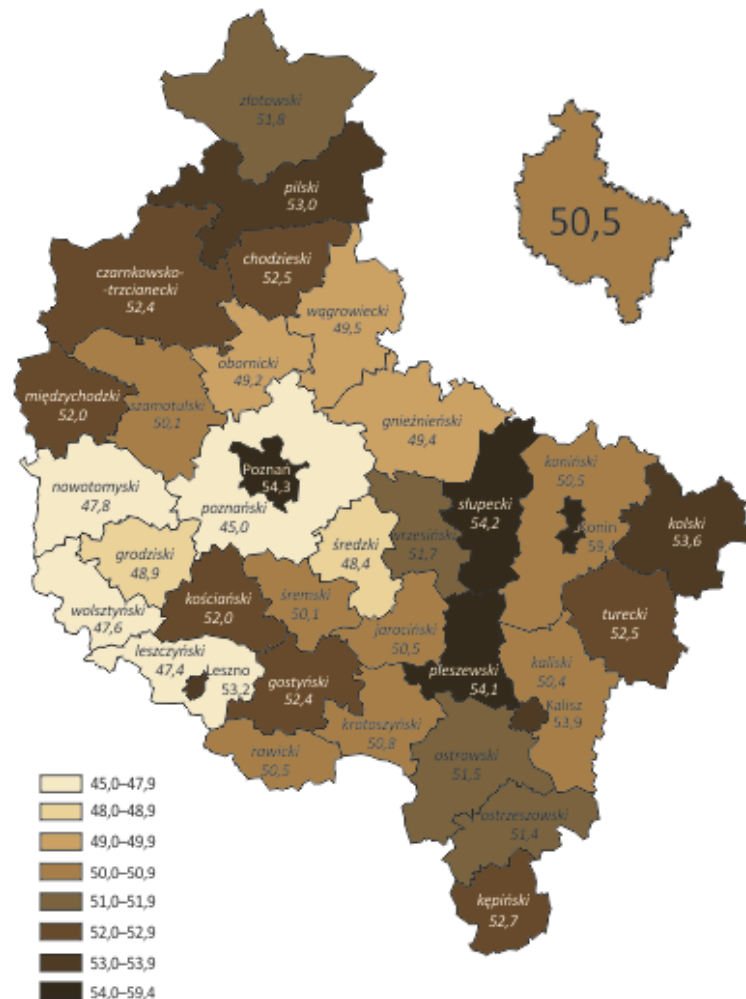 złotowski
51,8
pilski
53,0
50,5
chodzieski
52,5
czarnkowsko-
-trzcianecki
52,4
wągrowiecki
49,5
obornicki
49,2
międzychodzki
52,0
szamotulski
50,1
gnieźnieński
49,4
Poznań
54,3
koniński
50,5
nowotomyski
47,8
poznański
45,0
słupecki
54,2
Konin
59,4
kolski
53,6
wrzesiński
51,7
średzki
48,4
grodziski
48,9
kościański
52,0
śremski
50,1
wolsztyński
47,6
turecki
52,5
jarociński
50,5
leszczyński
47,4
Leszno
53,2
pleszewski
54,1
kaliski
50,4
gostyński
52,4
Kalisz
53,9
krotoszyński
50,8
rawicki
50,5
ostrowski
51,5
ostrzeszowski
51,4
kępiński
52,7
45,0–47,9
48,0–48,9
49,0–49,9
50,0–50,9
51,0–51,9
52,0–52,9
53,0–53,9
54,0–59,4